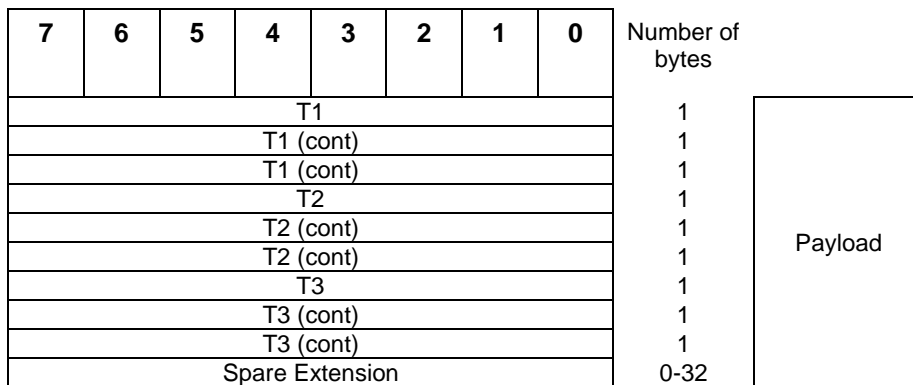 7 6 5 4 3 2 1 0 Number of
bytes
T1 1
T1 (cont) 1
T1 (cont) 1
T2 1
T2 (cont) 1
T2 (cont) 1 Payload
T3 1
T3 (cont) 1
T3 (cont) 1
Spare Extension 0-32